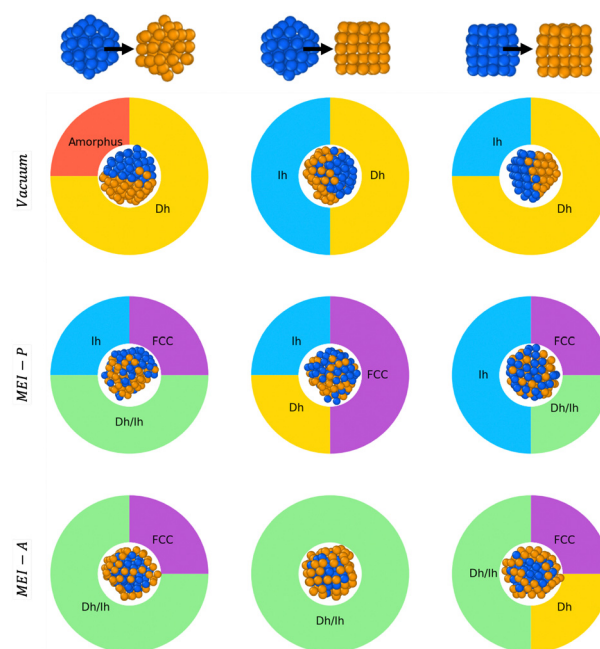 Vacuum
Amorphus
Dh
Ih
Dh
Ih
Dh
MEI − P
Ih
FCC
Dh/Ih
Ih
FCC
Dh
Ih
FCC
Dh/Ih
MEI − A
FCC
Dh/Ih
Dh/Ih
FCC
Dh/Ih
Dh